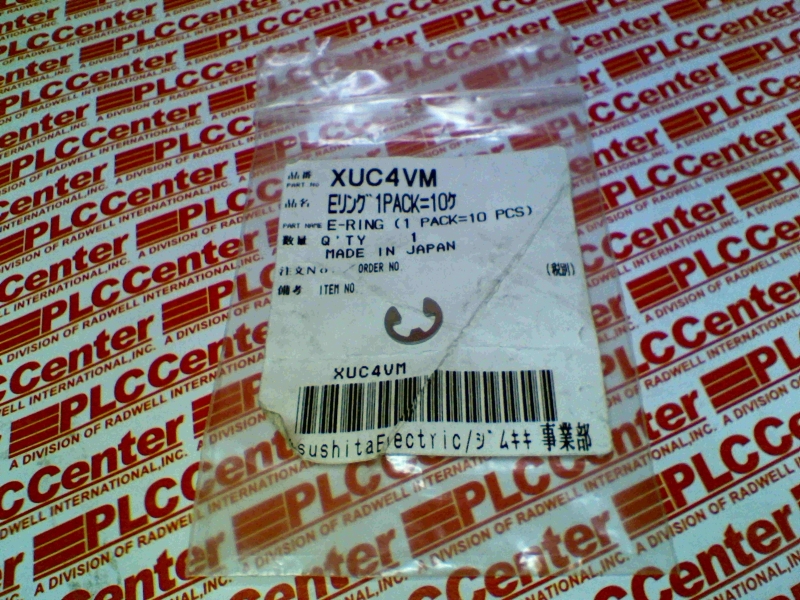 品番 PART NO XUC4VM
品名 Eリング 1PACK=10ケ
PART NAME E-RING (1 PACK=10 PCS)
数量 Q'TY 1
MADE IN JAPAN
注文No. ORDER NO. (税別)
備考 ITEM NO.
XUC4VM
sushitaElectric/ジムキキ 事業部
PLCCenter
A DIVISION OF RADWELL INTERNATIONAL, INC.